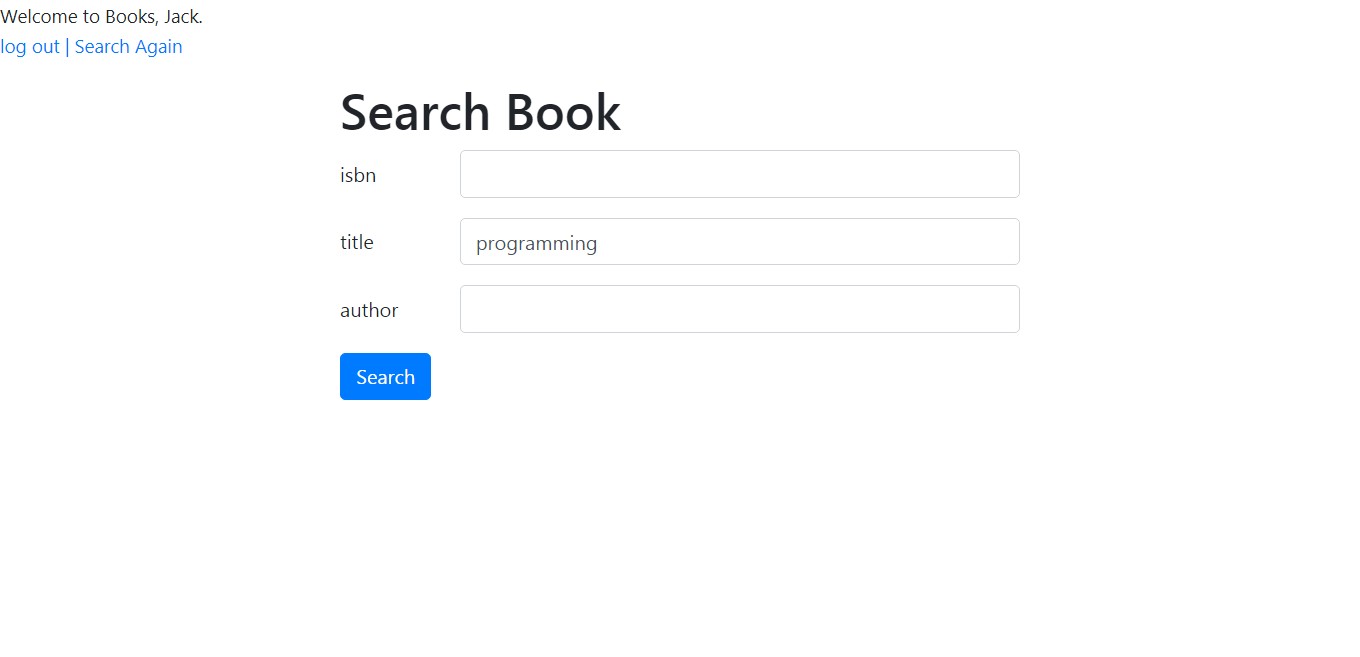 Welcome to Books, Jack.
log out | Search Again
Search Book
isbn
title programming
author
Search